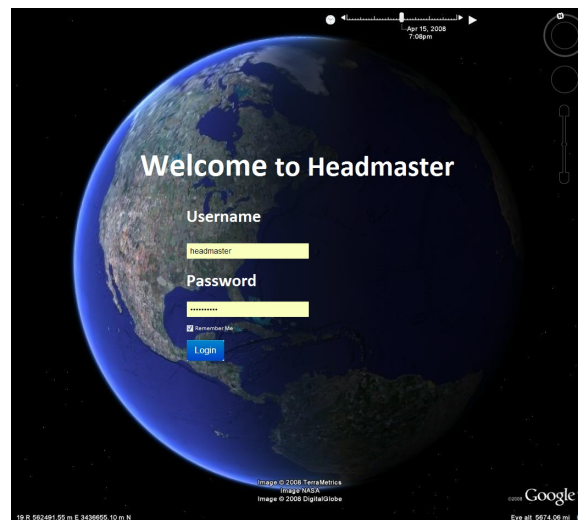 N
Apr 15, 2008
7:08pm
Welcome to Headmaster
Username
headmaster
Password
••••••••••
Remember Me
Login
Image © 2008 TerraMetrics
Image NASA
Image © 2008 DigitalGlobe
©2008 Google
19 R 562491.55 m E 3436655.10 m N
Eye alt 5674.06 mi